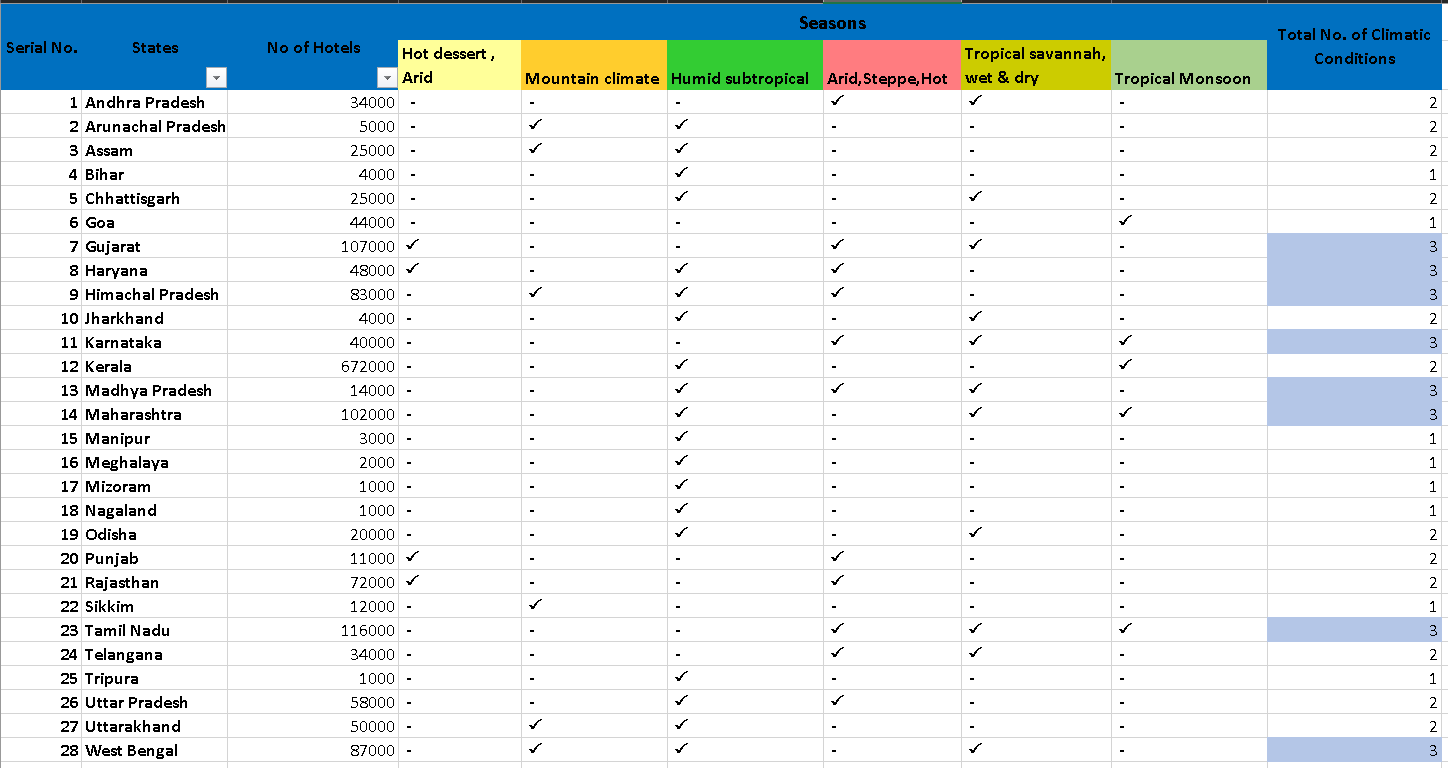 Seasons
Serial No. States No of Hotels Total No. of Climatic Conditions
Hot dessert , Arid Mountain climate Humid subtropical Arid,Steppe,Hot Tropical savannah, wet & dry Tropical Monsoon
1 Andhra Pradesh 34000 - - - ✓ ✓ - 2
2 Arunachal Pradesh 5000 - ✓ ✓ - - - 2
3 Assam 25000 - ✓ ✓ - - - 2
4 Bihar 4000 - - ✓ - - - 1
5 Chhattisgarh 25000 - - ✓ - ✓ - 2
6 Goa 44000 - - - - - ✓ 1
7 Gujarat 107000 ✓ - - ✓ ✓ - 3
8 Haryana 48000 ✓ - ✓ ✓ - - 3
9 Himachal Pradesh 83000 - ✓ ✓ ✓ - - 3
10 Jharkhand 4000 - - ✓ - ✓ - 2
11 Karnataka 40000 - - - ✓ ✓ ✓ 3
12 Kerala 672000 - - ✓ - - ✓ 2
13 Madhya Pradesh 14000 - - ✓ ✓ ✓ - 3
14 Maharashtra 102000 - - ✓ - ✓ ✓ 3
15 Manipur 3000 - - ✓ - - - 1
16 Meghalaya 2000 - - ✓ - - - 1
17 Mizoram 1000 - - ✓ - - - 1
18 Nagaland 1000 - - ✓ - - - 1
19 Odisha 20000 - - ✓ - ✓ - 2
20 Punjab 11000 ✓ - - ✓ - - 2
21 Rajasthan 72000 ✓ - - ✓ - - 2
22 Sikkim 12000 - ✓ - - - - 1
23 Tamil Nadu 116000 - - - ✓ ✓ ✓ 3
24 Telangana 34000 - - - ✓ ✓ - 2
25 Tripura 1000 - - ✓ - - - 1
26 Uttar Pradesh 58000 - - ✓ ✓ - - 2
27 Uttarakhand 50000 - ✓ ✓ - - - 2
28 West Bengal 87000 - ✓ ✓ - ✓ - 3